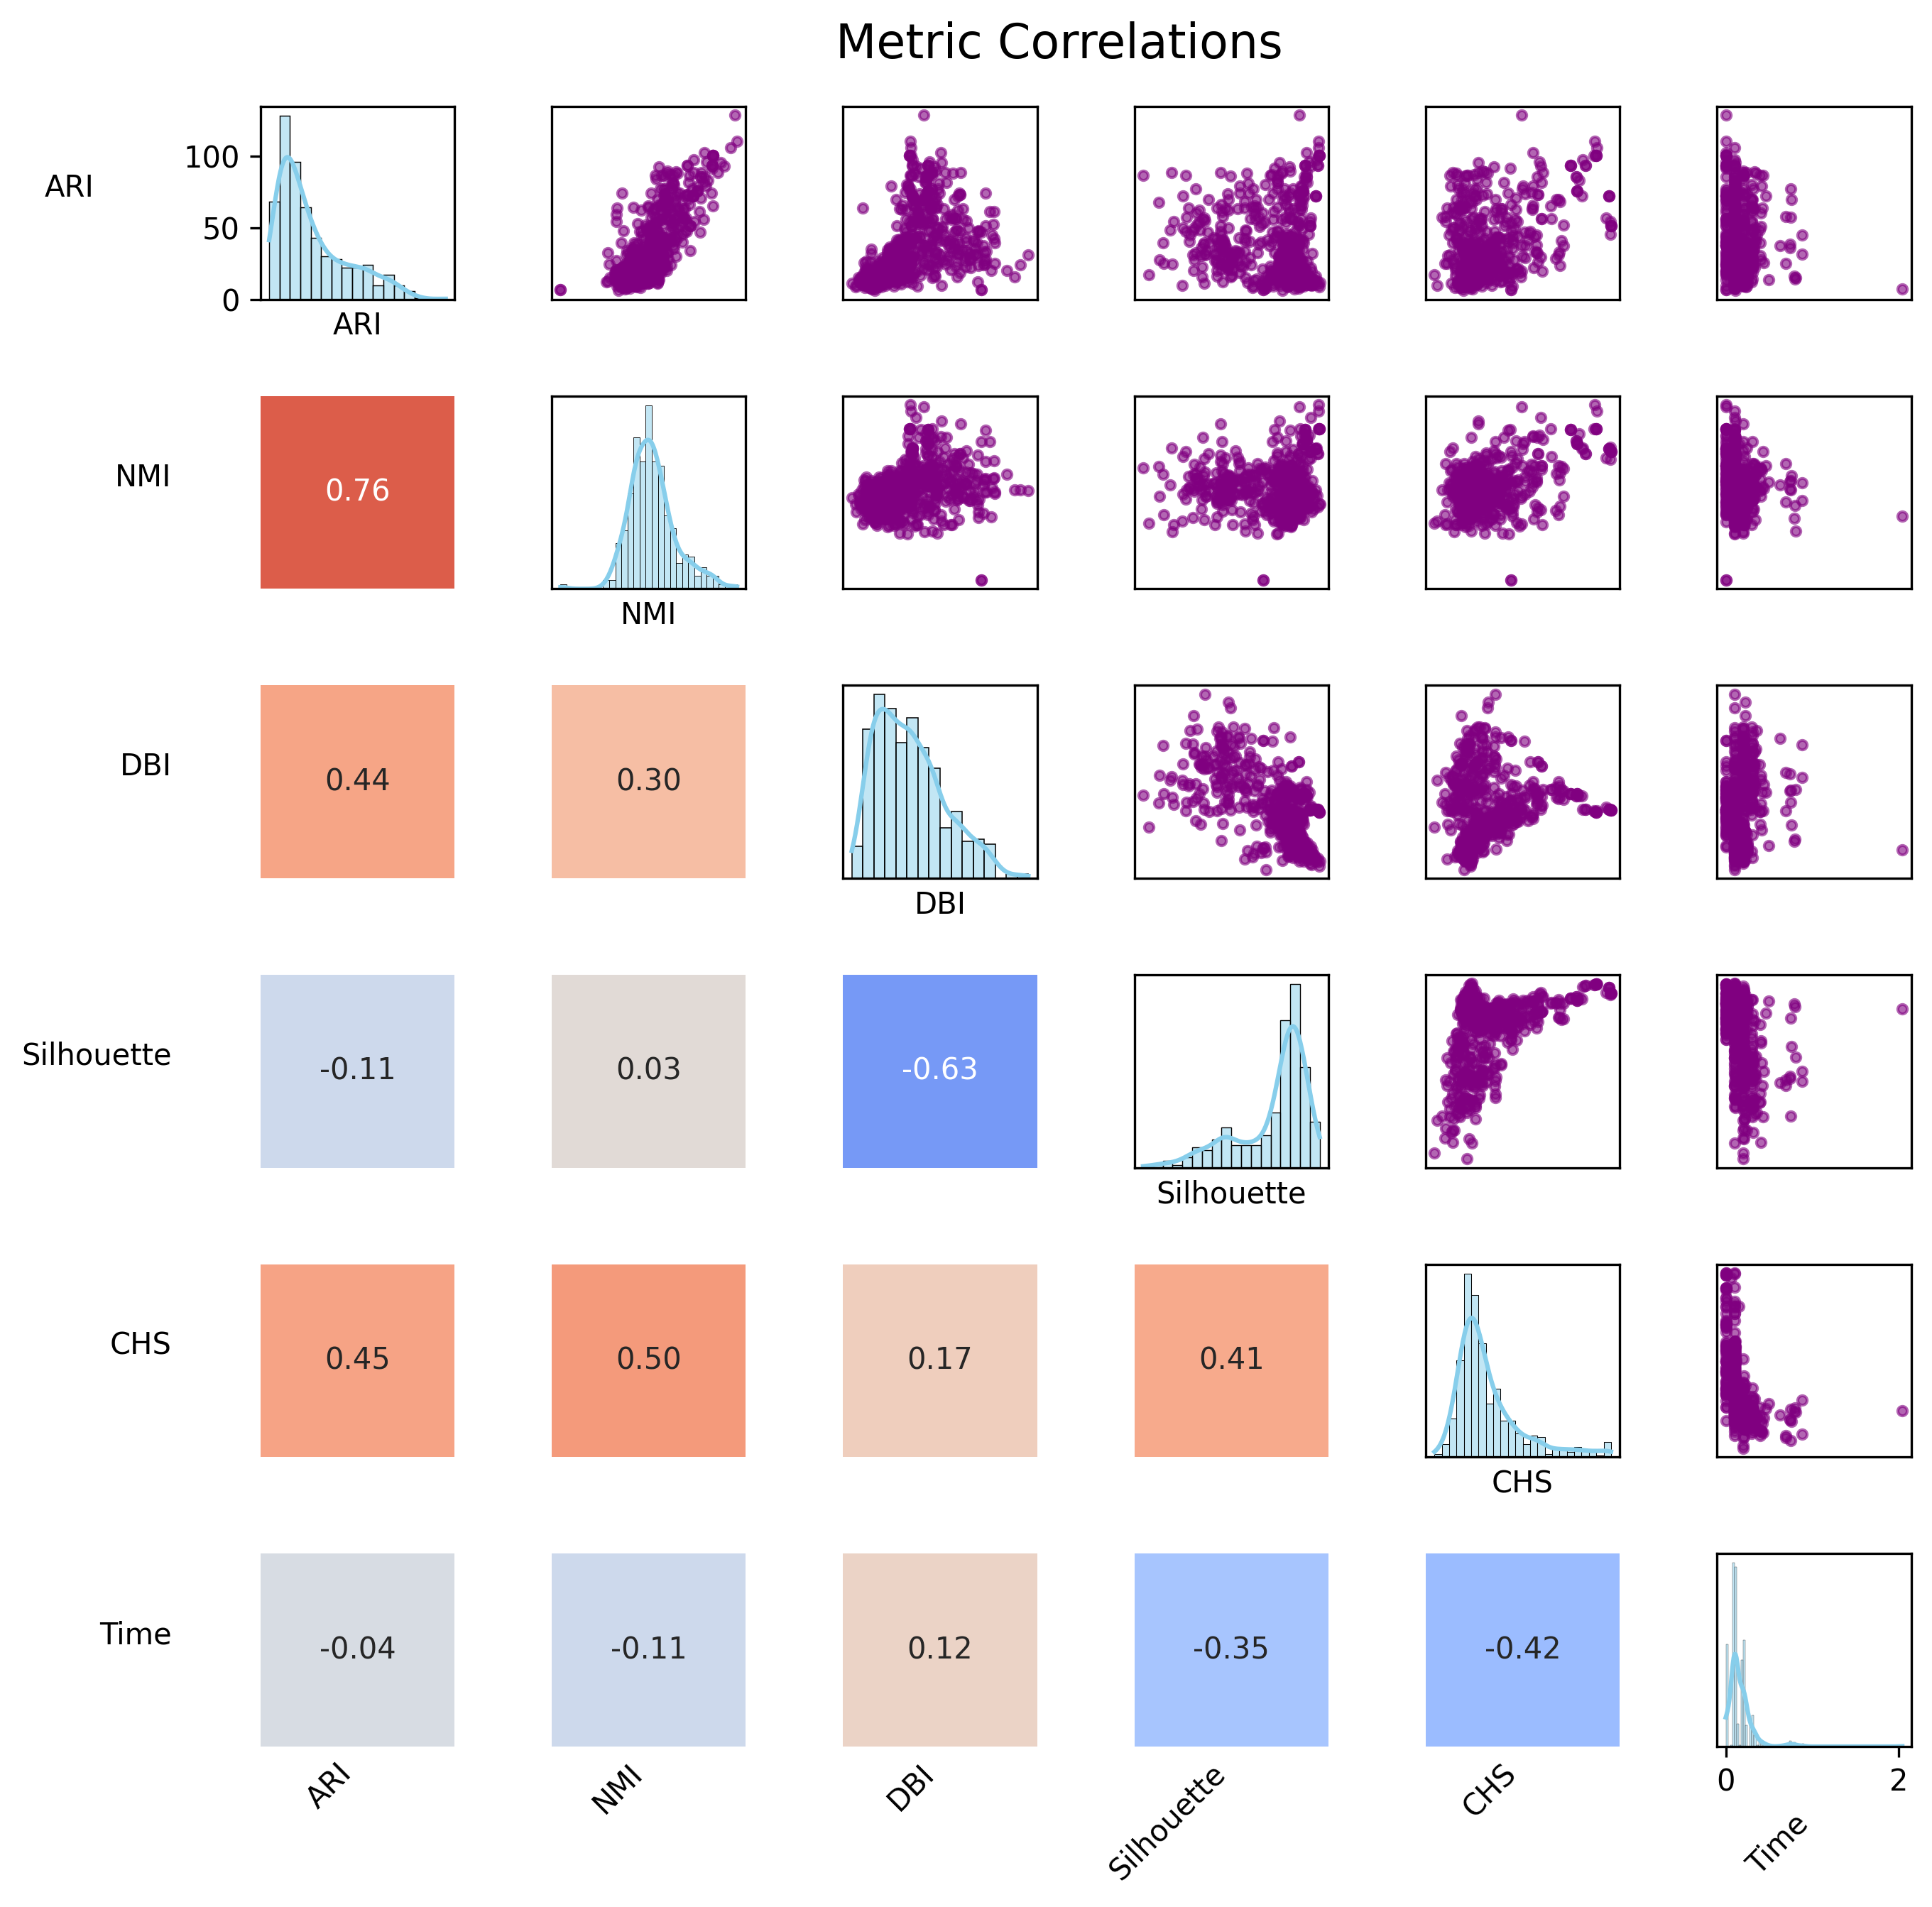 Metric Correlations
ARI
100
50
0
ARI
NMI
0.76
NMI
DBI
0.44
0.30
DBI
Silhouette
-0.11
0.03
-0.63
Silhouette
CHS
0.45
0.50
0.17
0.41
CHS
Time
-0.04
-0.11
0.12
-0.35
-0.42
0
2
ARI
NMI
DBI
Silhouette
CHS
Time